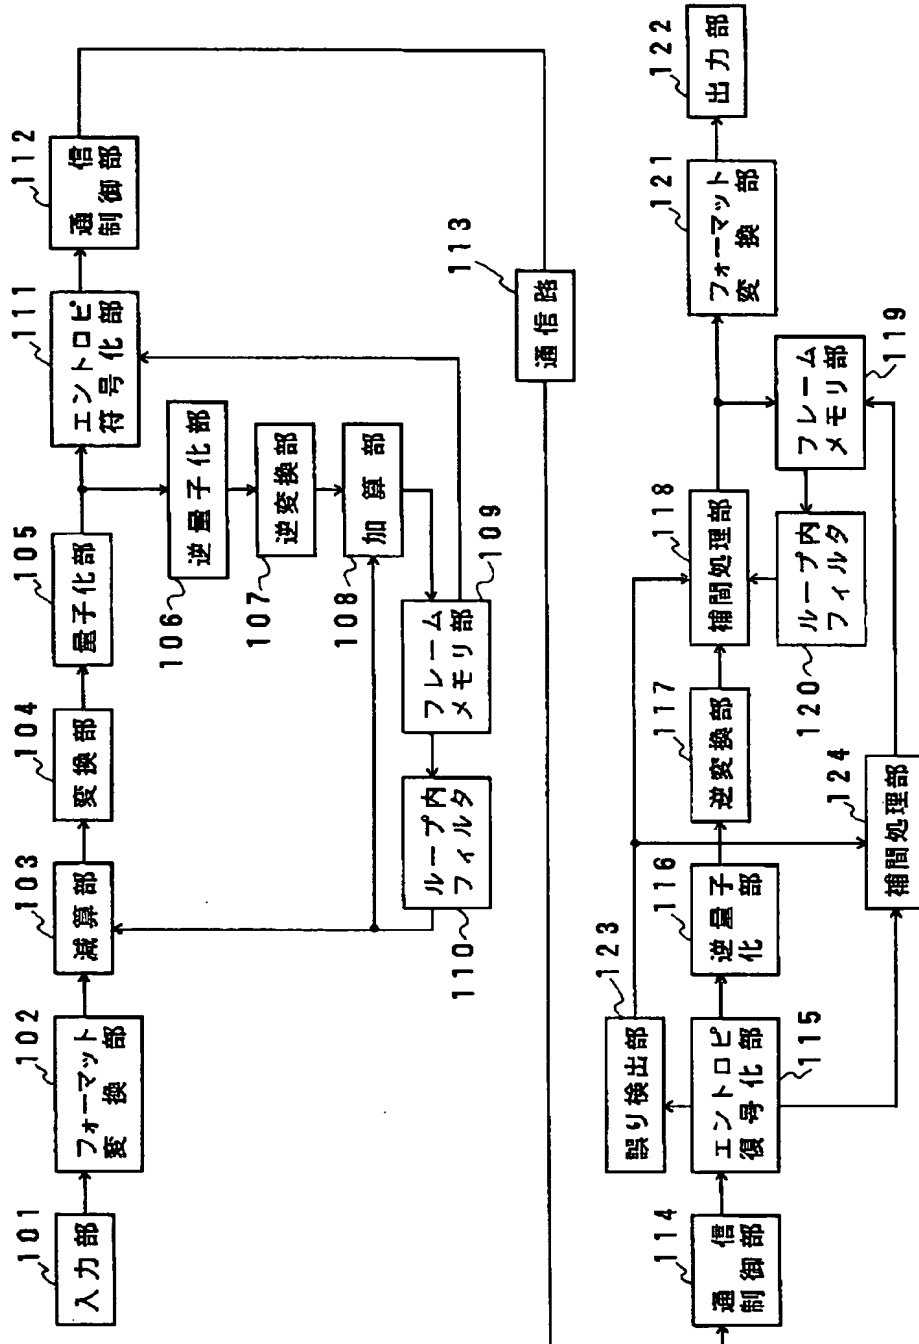 101
入力部
102
フォーマット
変換部
103
減算部
104
変換部
105
量子化部
106
逆量子化部
107
逆変換部
108
加算部
109
フレーム
メモリ部
110
ループ内
フィルタ
111
エントロピ
符号化部
112
通信
制御部
113
通信路
114
通信
制御部
115
エントロピ
復号化部
116
逆量子
化部
117
逆変換部
118
補間処理部
119
フレーム
メモリ部
120
ループ内
フィルタ
121
フォーマット
変換部
122
出力部
123
誤り検出部
124
補間処理部